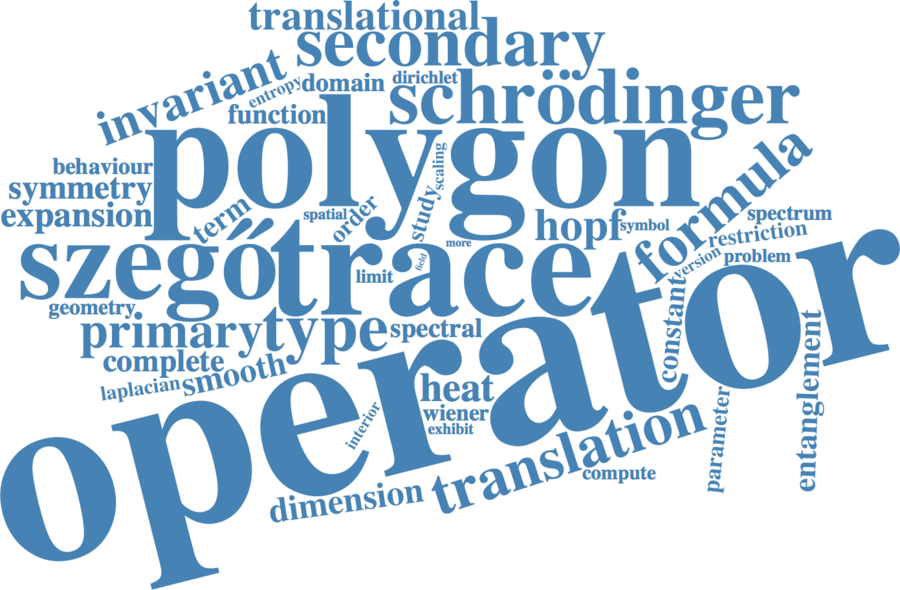 translational
secondary
invariant
entropy
domain
dirichlet
schrödinger
function
polygon
behaviour
scaling
symmetry
expansion
term
spatial
order
study
more
hopf
symbol
formula
spectrum
restriction
version
problem
szegő
trace
limit
field
geometry
primary
type
spectral
constant
complete
laplacian
smooth
operator
heat
wiener
exhibit
interior
entanglement
parameter
dimension
translation
compute